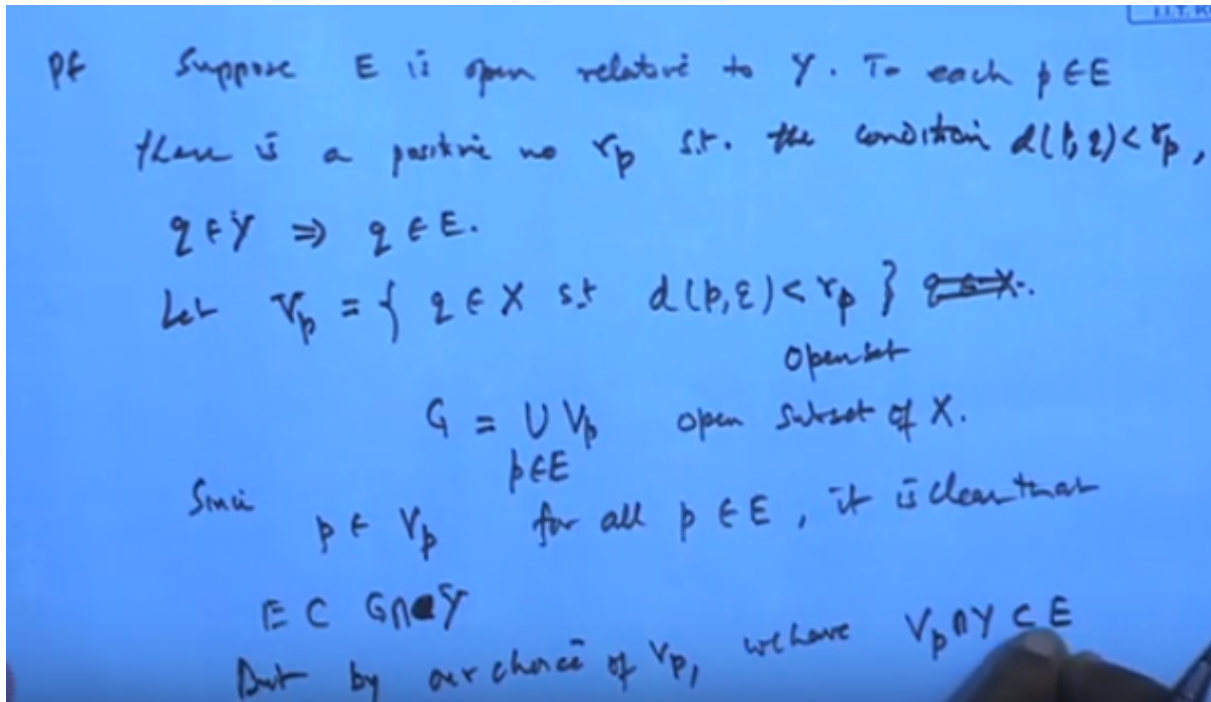 I.I.T. K
Pf Suppose E is open relative to Y. To each p ∈ E
there is a positive no r_p s.t. the condition d(p, q) < r_p,
q ∈ Y ⇒ q ∈ E.
Let V_p = { q ∈ X s.t d(p, q) < r_p }
open set
G = ∪ V_p open subset of X.
p ∈ E
Since p ∈ V_p for all p ∈ E, it is clear that
E ⊂ G ∩ Y
But by our choice of V_p, we have V_p ∩ Y ⊂ E